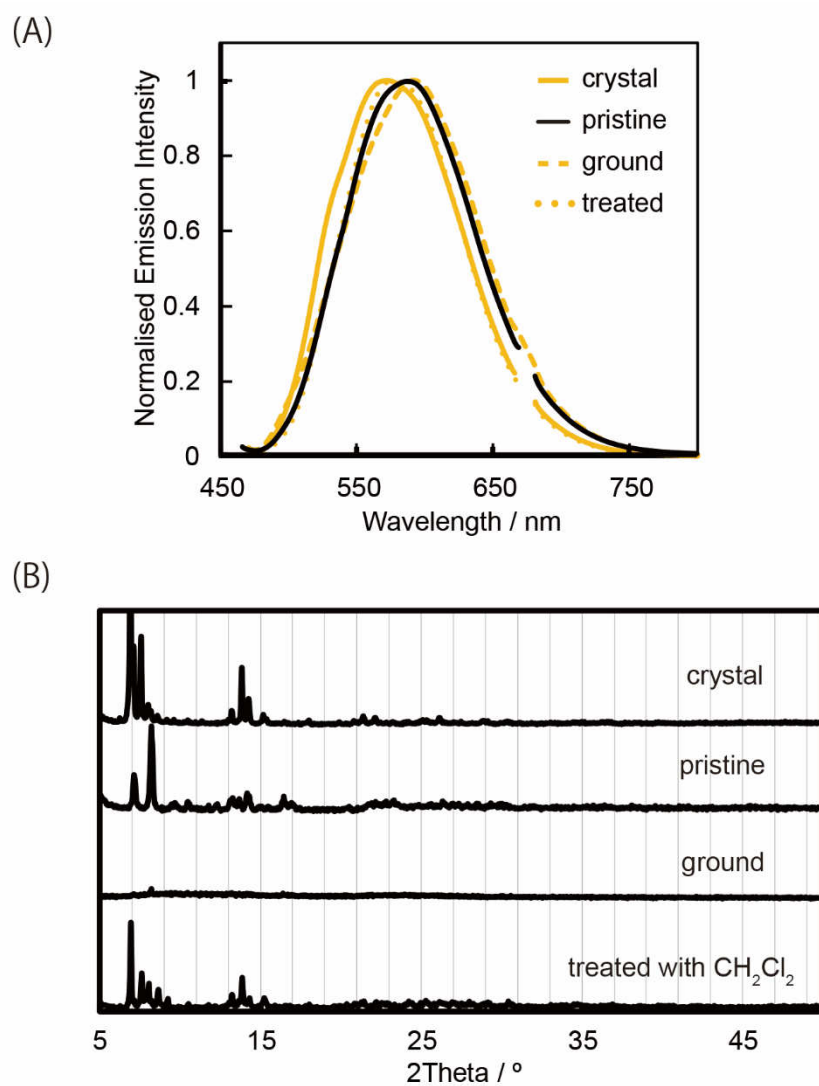 (A)
Normalised Emission Intensity
1
0.8
0.6
0.4
0.2
0
crystal
pristine
ground
treated
450 550 650 750
Wavelength / nm
(B)
crystal
pristine
ground
treated with CH₂Cl₂
5 15 25 35 45
2Theta / º